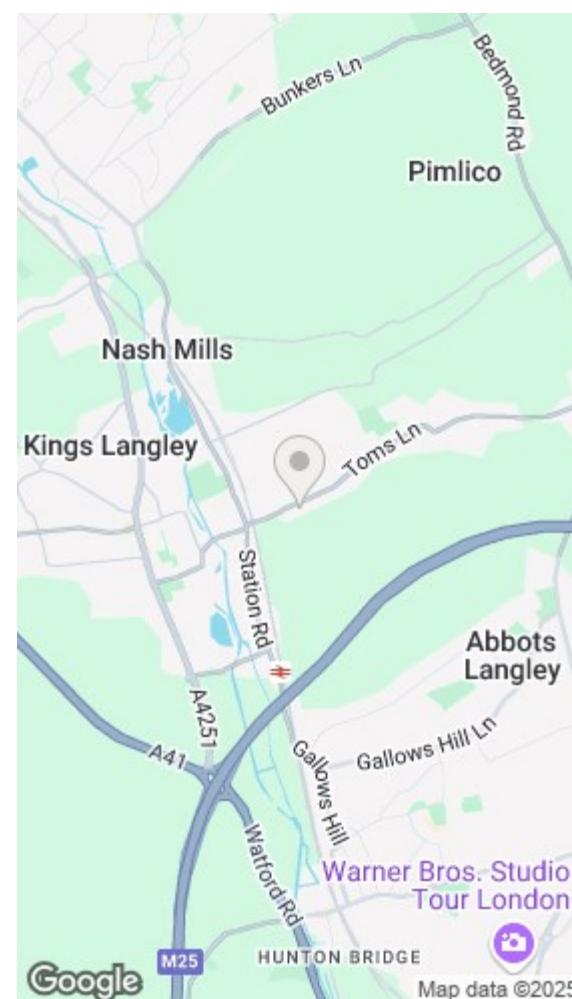 Bunkers Ln
Bedmond Rd
Pimlico
Nash Mills
Kings Langley
Toms Ln
Station Rd
Abbots
Langley
A4251
A41
Gallows Hill Ln
Gallows Hill
Watford Rd
Warner Bros. Studio
Tour London
M25
HUNTON BRIDGE
Google
Map data ©2025